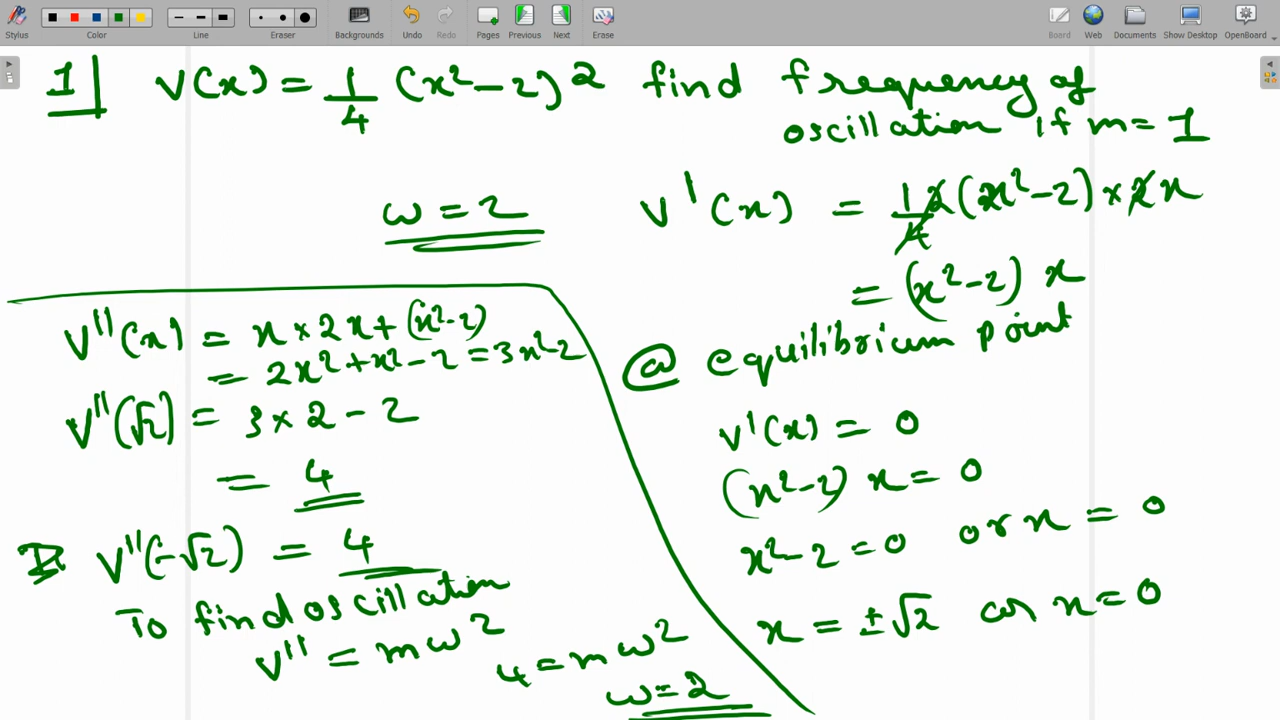 Stylus Color Line Eraser Backgrounds Undo Redo Pages Previous Next Erase Board Web Documents Show Desktop OpenBoard
1 V(x) = 1/4 (x² - 2)² find frequency of
oscillation if m = 1
ω = 2
V'(x) = 1/4 2(x² - 2) × 2x
= (x² - 2) x
@ equilibrium point
V'(x) = 0
(x² - 2) x = 0
x² - 2 = 0 or x = 0
x = ±√2 or x = 0
V''(x) = x × 2x + (x² - 2)
= 2x² + x² - 2 = 3x² - 2
V''(√2) = 3 × 2 - 2
= 4
V''(-√2) = 4
To find oscillation
V'' = mω²
4 = mω²
ω = 2